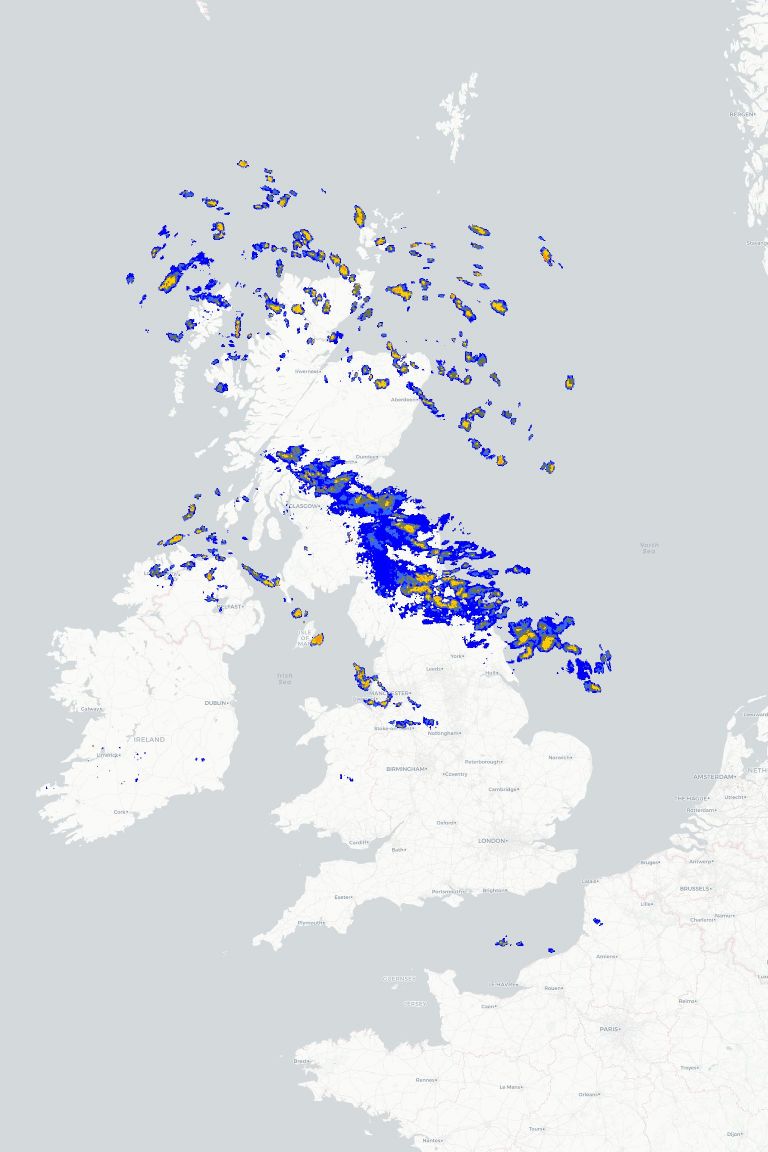 BERGEN
Inverness
Aberdeen
Dundee
GLASGOW
North
Sea
BELFAST
ISLE
OF
MAN
York
Leeds
Hull
Irish
Sea
MANCHESTER
DUBLIN
Galway
Stoke-on-Trent
Nottingham
IRELAND
Limerick
BIRMINGHAM
Peterborough
Norwich
Coventry
AMSTERDAM
NETH
THE HAGUE
Utrecht
Cambridge
Rotterdam
Cork
Oxford
Cardiff
Bath
LONDON
Bruges
Antwerp
Calais
BRUSSELS
Exeter
Portsmouth
Brighton
Lille
Charleroi
Namur
Plymouth
Amiens
GUERNSEY
LE HAVRE
Rouen
JERSEY
Caen
Reims
PARIS
Brest
Troyes
Rennes
Le Mans
Orléans
Tours
Dijon
Nantes